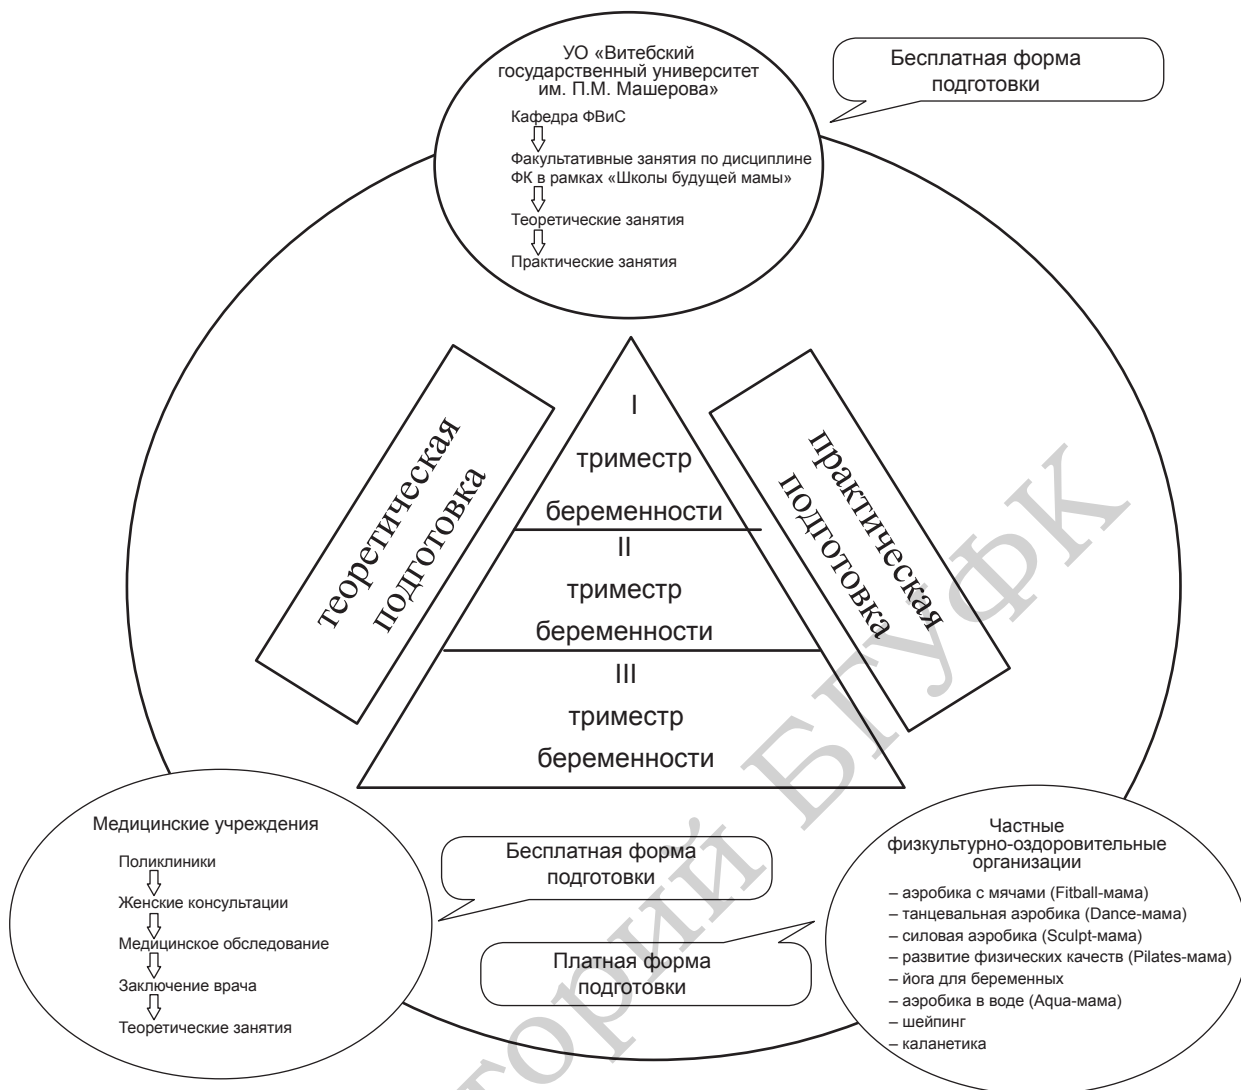 УО «Витебский
государственный университет
им. П.М. Машерова»
Кафедра ФВиС
Факультативные занятия по дисциплине
ФК в рамках «Школы будущей мамы»
Теоретические занятия
Практические занятия
Бесплатная форма
подготовки
теоретическая
подготовка
I
триместр
беременности
II
триместр
беременности
III
триместр
беременности
практическая
подготовка
Медицинские учреждения
Поликлиники
Женские консультации
Медицинское обследование
Заключение врача
Теоретические занятия
Бесплатная форма
подготовки
Платная форма
подготовки
Частные
физкультурно-оздоровительные
организации
– аэробика с мячами (Fitball-мама)
– танцевальная аэробика (Dance-мама)
– силовая аэробика (Sculpt-мама)
– развитие физических качеств (Pilates-мама)
– йога для беременных
– аэробика в воде (Aqua-мама)
– шейпинг
– каланетика
БГУФК